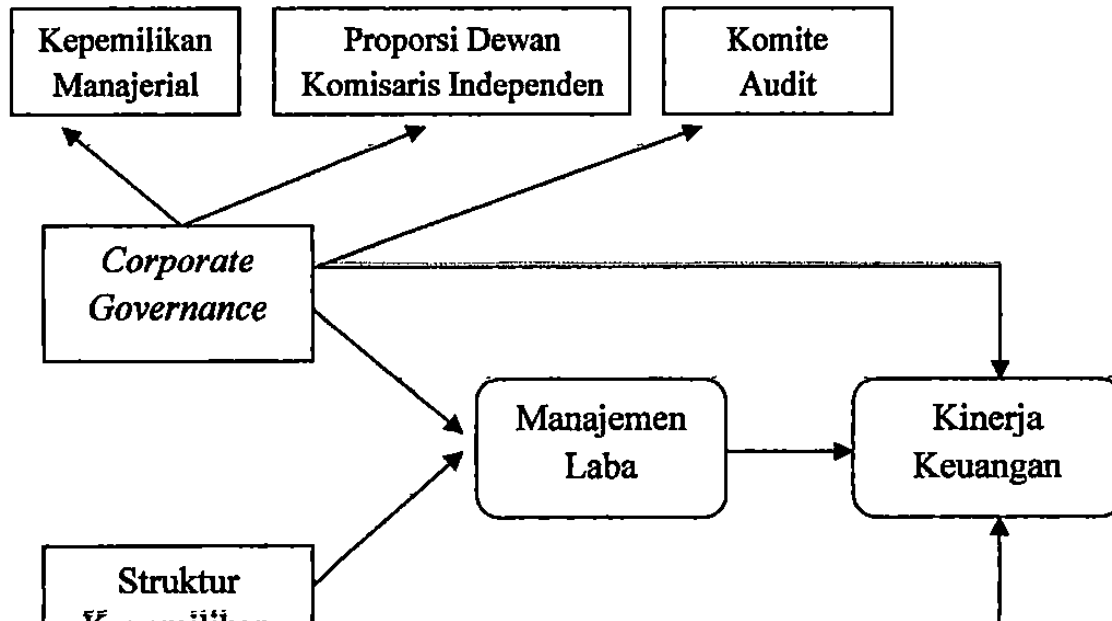 Kepemilikan
Manajerial
Proporsi Dewan
Komisaris Independen
Komite
Audit
Corporate
Governance
Manajemen
Laba
Kinerja
Keuangan
Struktur